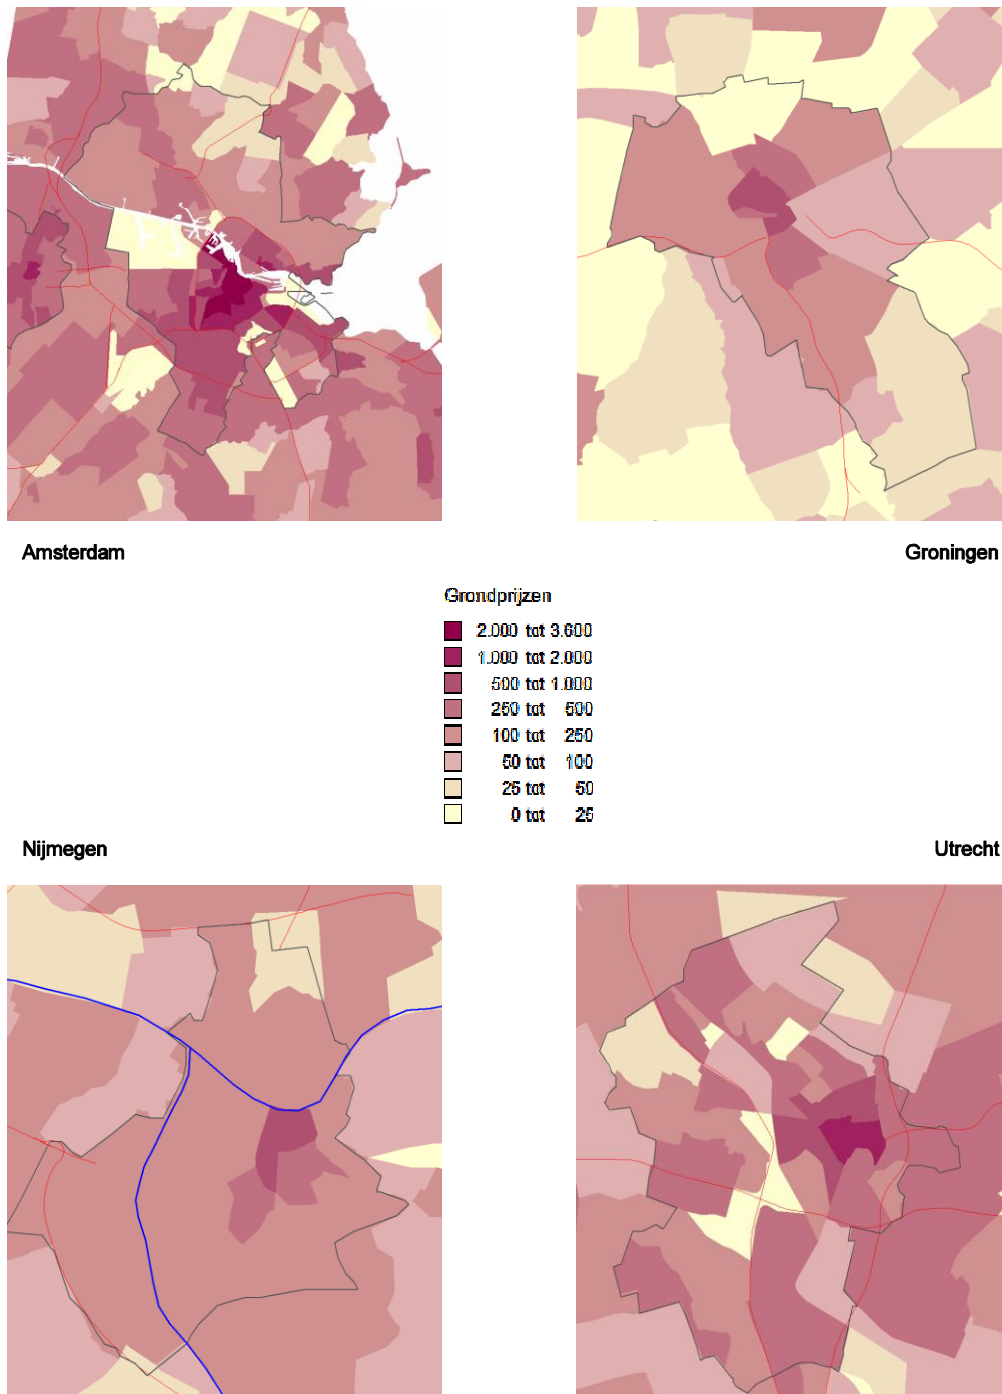 Amsterdam
Groningen
Grondprijzen
2.000 tot 3.600
1.000 tot 2.000
500 tot 1.000
250 tot 500
100 tot 250
50 tot 100
25 tot 50
0 tot 25
Nijmegen
Utrecht